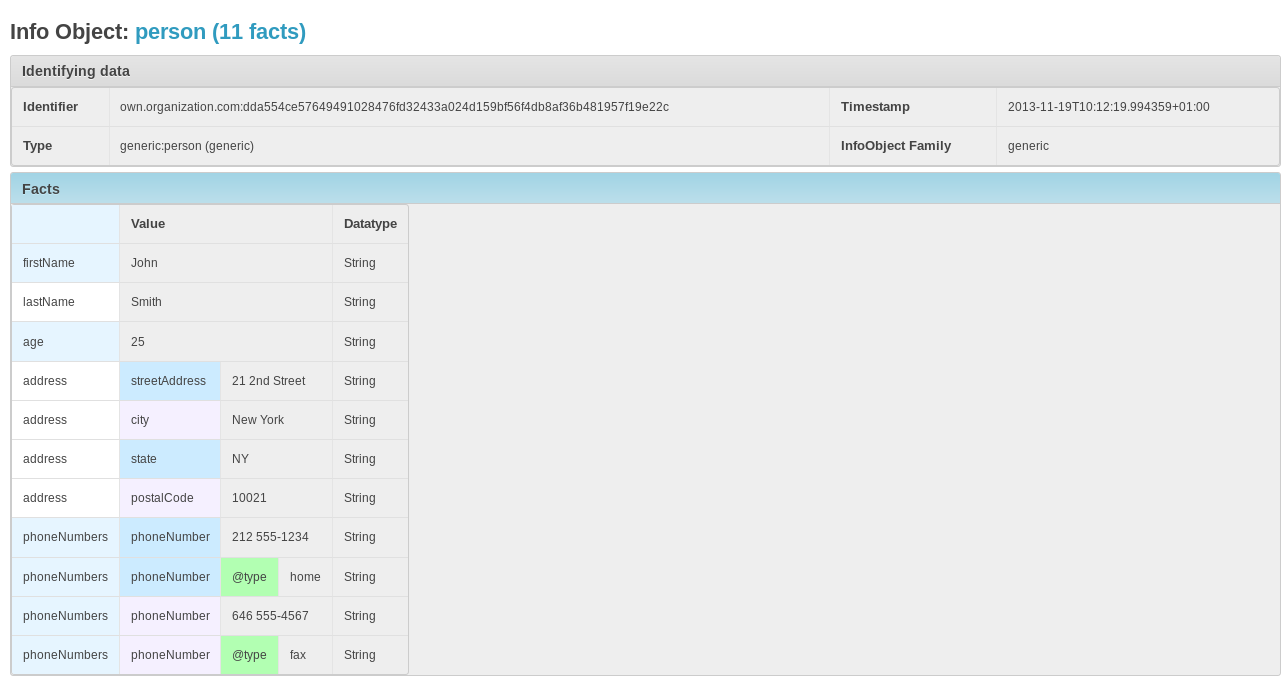 Info Object: person (11 facts)
Identifying data
Identifier own.organization.com:dda554ce57649491028476fd32433a024d159bf56f4db8af36b481957f19e22c Timestamp 2013-11-19T10:12:19.994359+01:00
Type generic:person (generic) InfoObject Family generic
Facts
Value Datatype
firstName John String
lastName Smith String
age 25 String
address streetAddress 21 2nd Street String
address city New York String
address state NY String
address postalCode 10021 String
phoneNumbers phoneNumber 212 555-1234 String
phoneNumbers phoneNumber @type home String
phoneNumbers phoneNumber 646 555-4567 String
phoneNumbers phoneNumber @type fax String